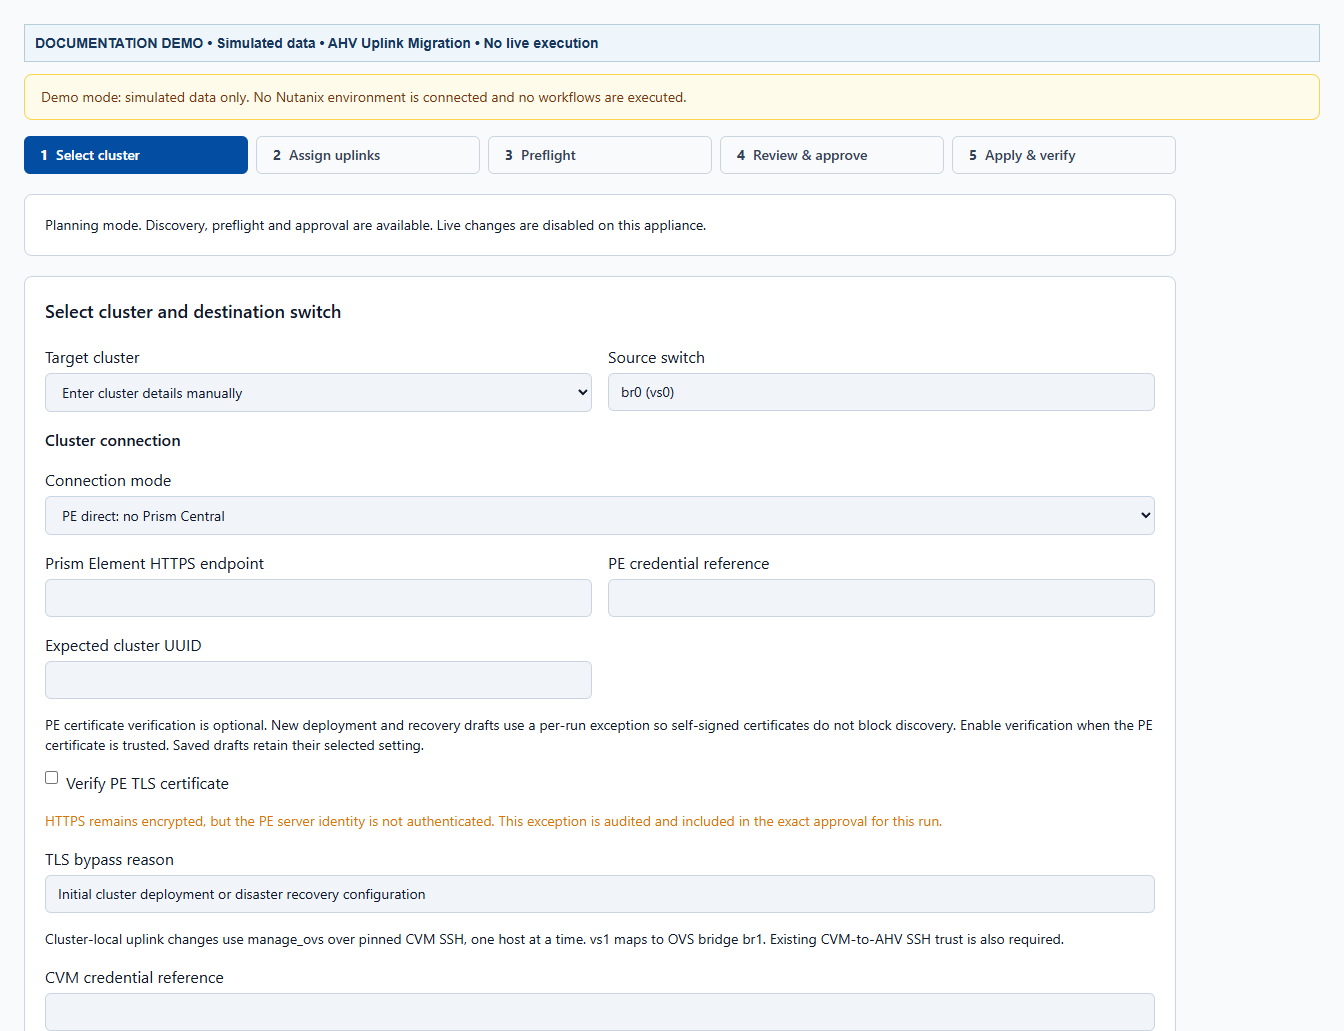 DOCUMENTATION DEMO • Simulated data • AHV Uplink Migration • No live execution
Demo mode: simulated data only. No Nutanix environment is connected and no workflows are executed.
1 Select cluster
2 Assign uplinks
3 Preflight
4 Review & approve
5 Apply & verify
Planning mode. Discovery, preflight and approval are available. Live changes are disabled on this appliance.
Select cluster and destination switch
Target cluster
Source switch
Enter cluster details manually
br0 (vs0)
Cluster connection
Connection mode
PE direct: no Prism Central
Prism Element HTTPS endpoint
PE credential reference
Expected cluster UUID
PE certificate verification is optional. New deployment and recovery drafts use a per-run exception so self-signed certificates do not block discovery. Enable verification when the PE
certificate is trusted. Saved drafts retain their selected setting.
Verify PE TLS certificate
HTTPS remains encrypted, but the PE server identity is not authenticated. This exception is audited and included in the exact approval for this run.
TLS bypass reason
Initial cluster deployment or disaster recovery configuration
Cluster-local uplink changes use manage_ovs over pinned CVM SSH, one host at a time. vs1 maps to OVS bridge br1. Existing CVM-to-AHV SSH trust is also required.
CVM credential reference